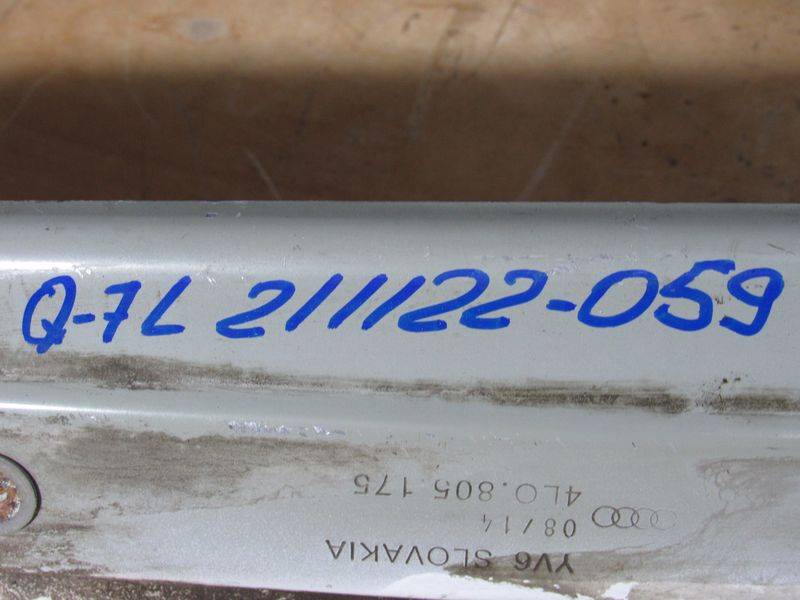 Q-7L 211122-059
YV6 SLOVAKIA
08/14
4L0.805 175